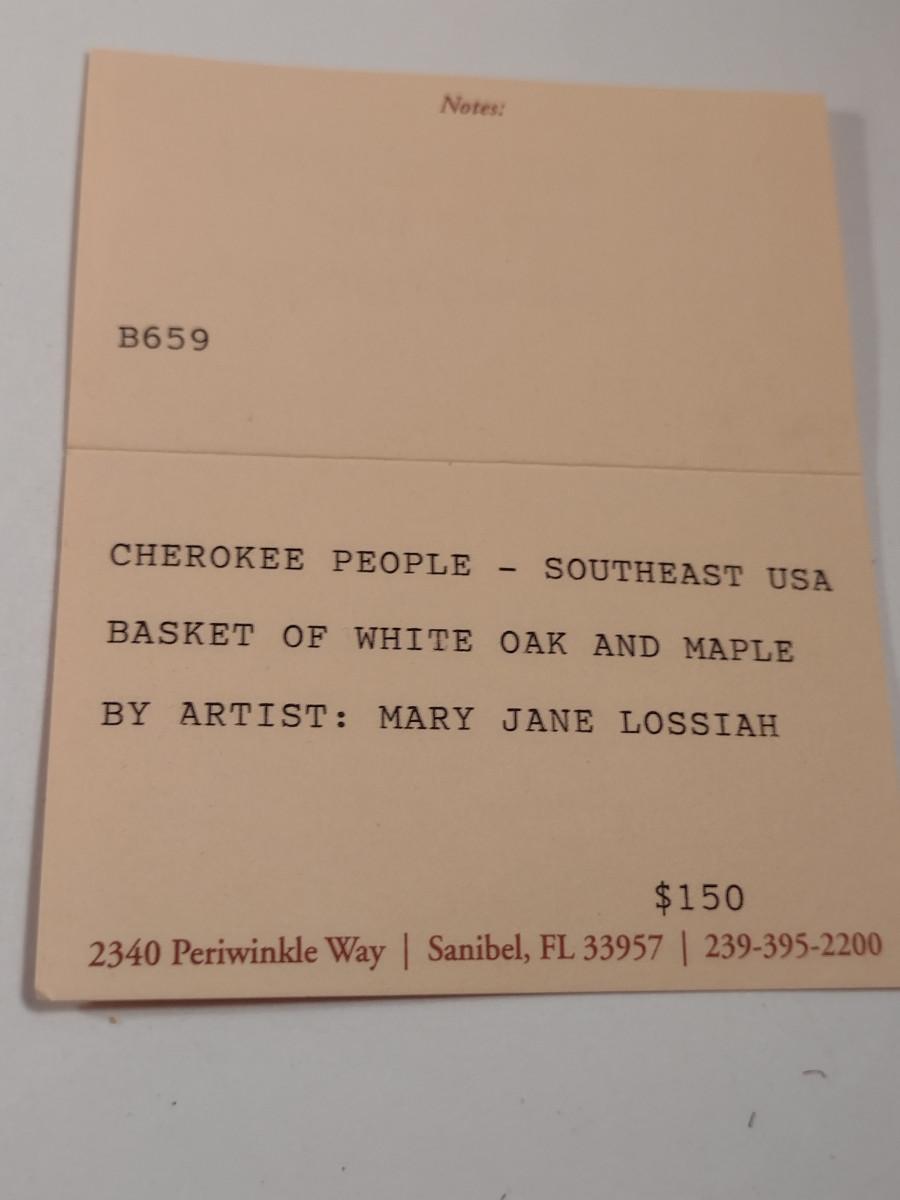 Notes:
B659
CHEROKEE PEOPLE - SOUTHEAST USA
BASKET OF WHITE OAK AND MAPLE
BY ARTIST: MARY JANE LOSSIAH
$150
2340 Periwinkle Way | Sanibel, FL 33957 | 239-395-2200